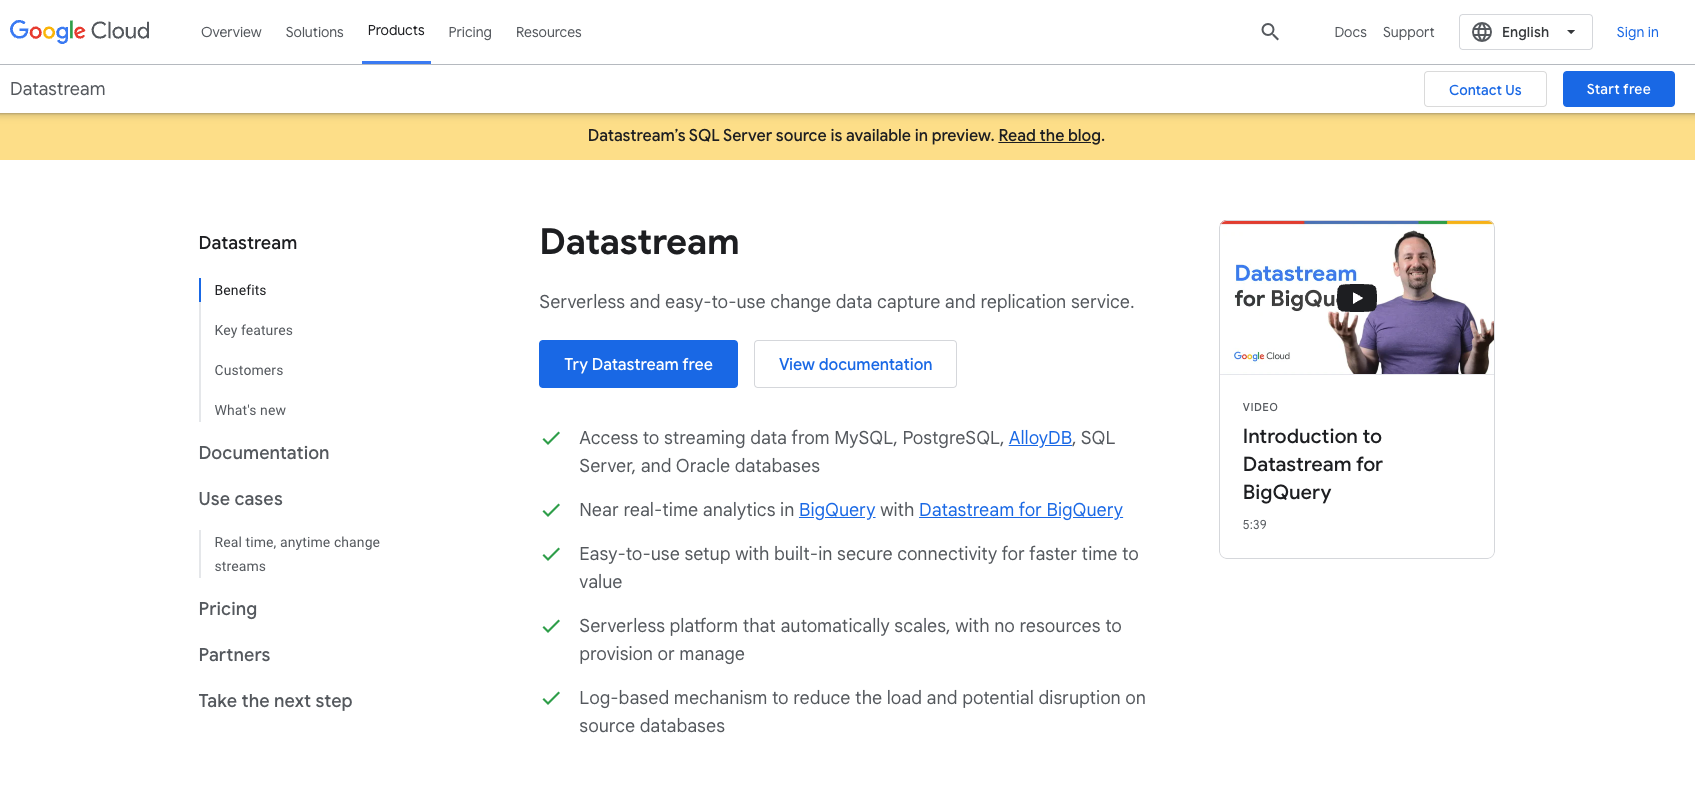 Google Cloud
Overview
Solutions
Products
Pricing
Resources
Docs
Support
English
Sign in
Datastream
Contact Us
Start free
Datastream’s SQL Server source is available in preview. Read the blog.
Datastream
Benefits
Key features
Customers
What's new
Documentation
Use cases
Real time, anytime change
streams
Pricing
Partners
Take the next step
Datastream
Serverless and easy-to-use change data capture and replication service.
Try Datastream free
View documentation
Access to streaming data from MySQL, PostgreSQL, AlloyDB, SQL
Server, and Oracle databases
Near real-time analytics in BigQuery with Datastream for BigQuery
Easy-to-use setup with built-in secure connectivity for faster time to
value
Serverless platform that automatically scales, with no resources to
provision or manage
Log-based mechanism to reduce the load and potential disruption on
source databases
Datastream
for BigQu
Google Cloud
VIDEO
Introduction to
Datastream for
BigQuery
5:39